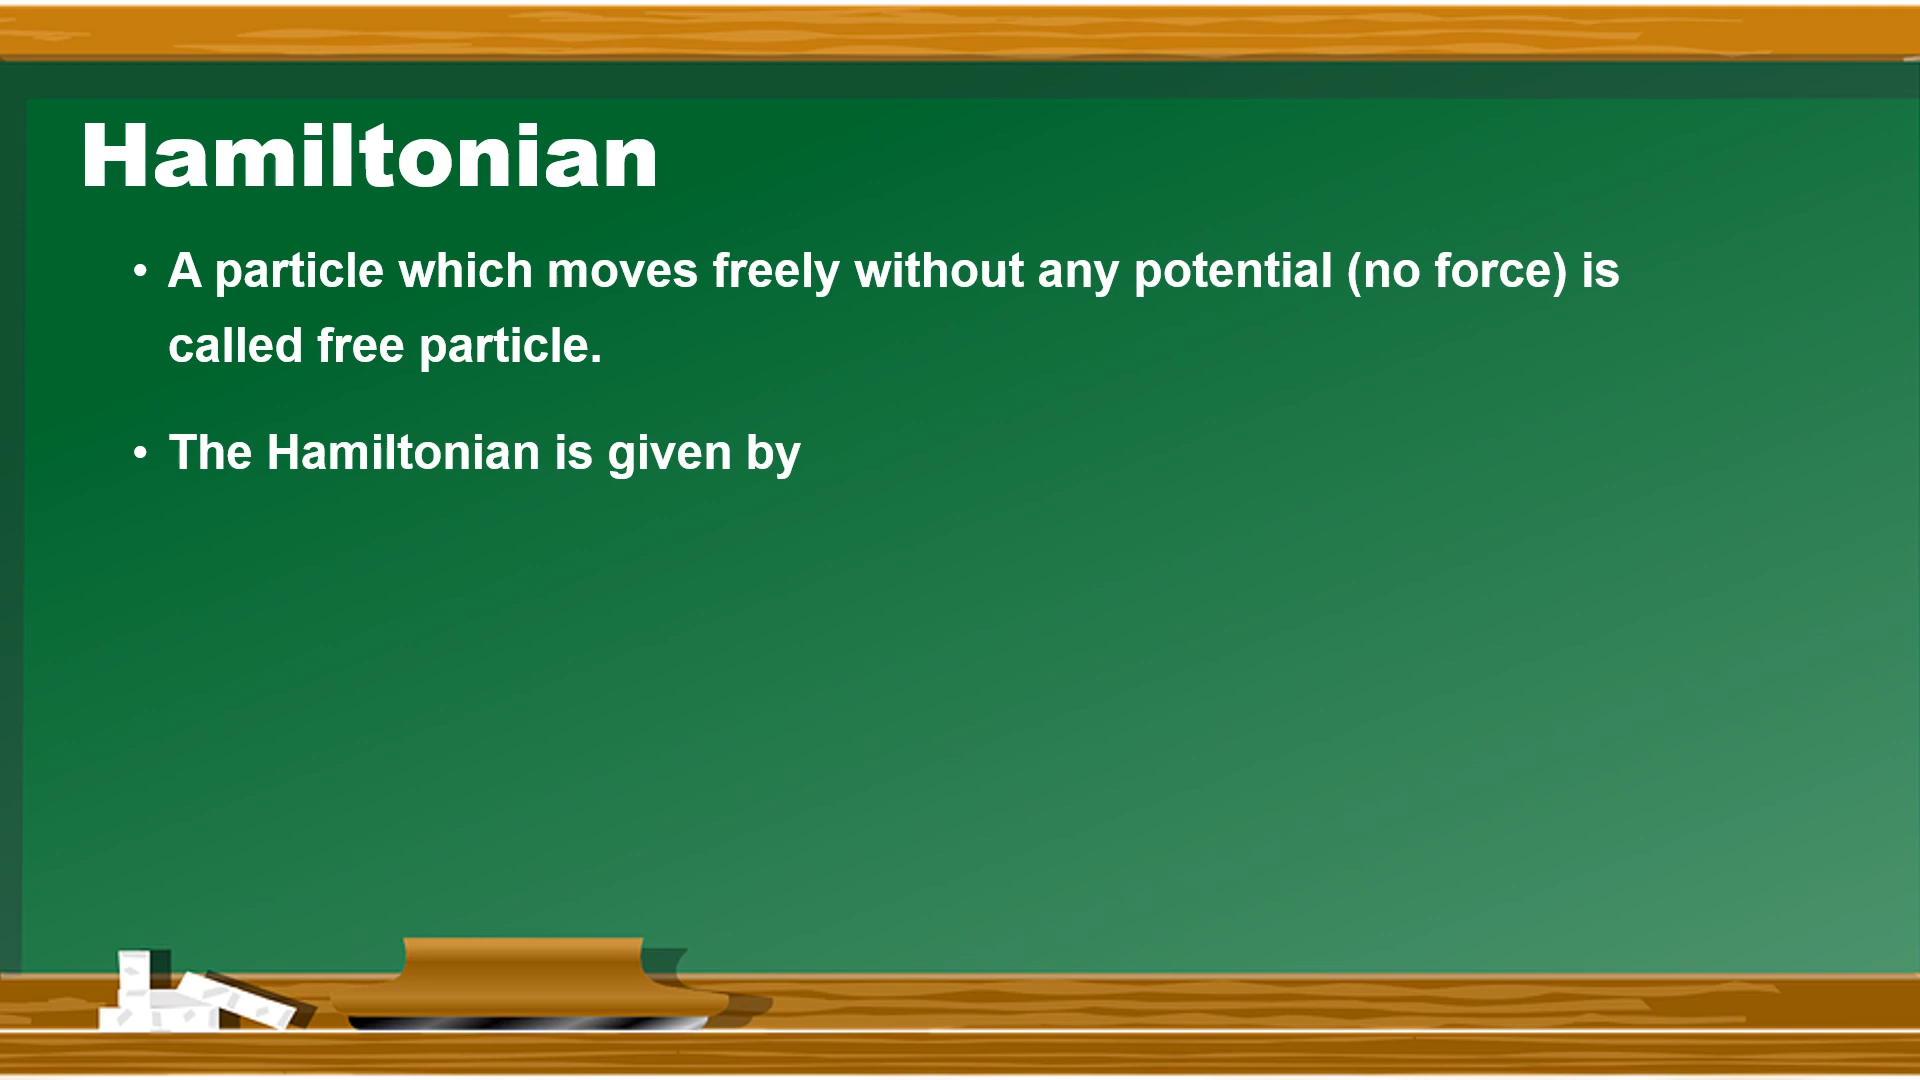 Hamiltonian
• A particle which moves freely without any potential (no force) is
called free particle.
• The Hamiltonian is given by